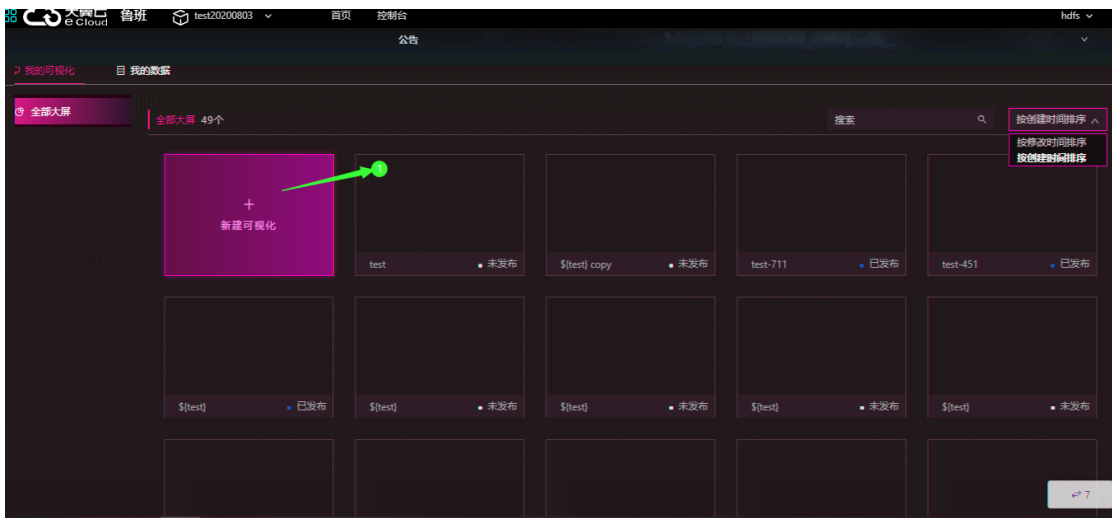 天翼云 e Cloud 鲁班 test20200803 首页 控制台 hdfs
公告
我的可视化 目 我的数据
全部大屏
全部大屏 49个 搜索 按创建时间排序
按修改时间排序
按创建时间排序
1
+
新建可视化
test 未发布 ${test} copy 未发布 test-711 已发布 test-451 已发布
${test} 已发布 ${test} 未发布 ${test} 未发布 ${test} 未发布 ${test} 未发布
7